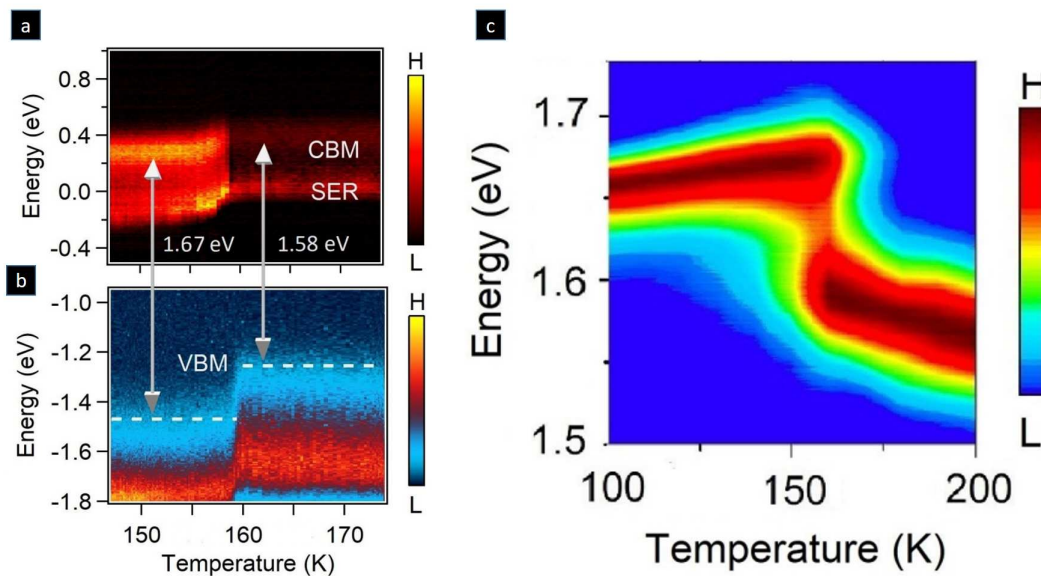 a
0.8
0.4
0.0
-0.4
Energy (eV)
CBM
SER
1.67 eV
1.58 eV
H
L
b
-1.0
-1.2
-1.4
-1.6
-1.8
Energy (eV)
VBM
150
160
170
Temperature (K)
H
L
c
1.7
1.6
1.5
Energy (eV)
100
150
200
Temperature (K)
H
L